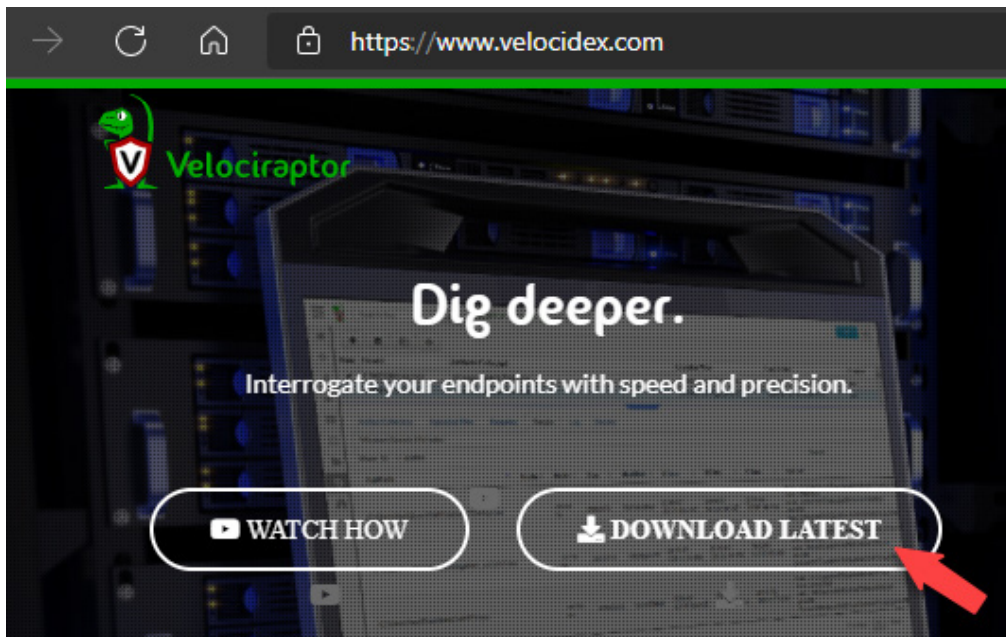 https://www.velocidex.com
V
Velociraptor
Dig deeper.
Interrogate your endpoints with speed and precision.
WATCH HOW
DOWNLOAD LATEST